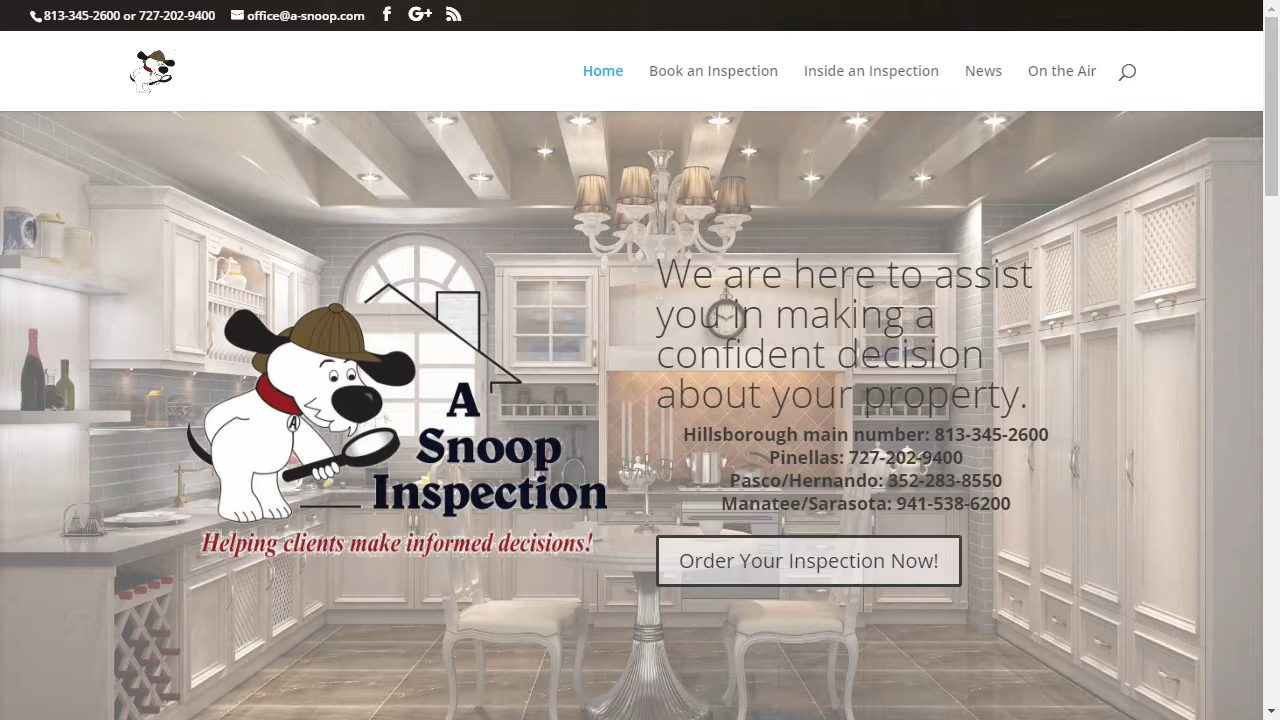 813-345-2600 or 727-202-9400 office@a-snoop.com
Home Book an Inspection Inside an Inspection News On the Air
We are here to assist
you in making a
confident decision
about your property.
Hillsborough main number: 813-345-2600
Pinellas: 727-202-9400
Pasco/Hernando: 352-283-8550
Manatee/Sarasota: 941-538-6200
Order Your Inspection Now!
A
A
Snoop
Inspection
Helping clients make informed decisions!